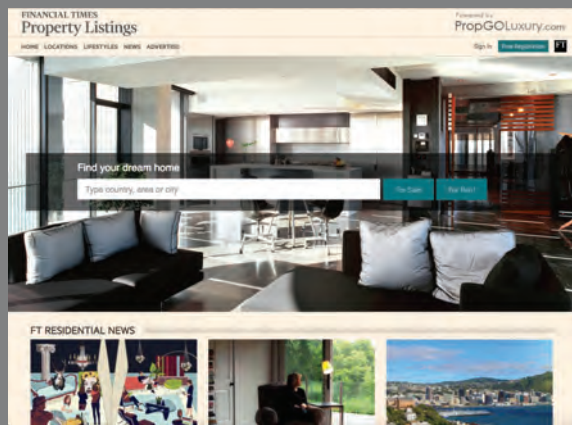 FINANCIAL TIMES
Property Listings
Powered by
PropGOLuxury.com
HOME LOCATIONS LIFESTYLES NEWS ADVERTISE
Sign In
Free Registration
FT
Find your dream home
Type country, area or city
For Sale
For Rent
FT RESIDENTIAL NEWS